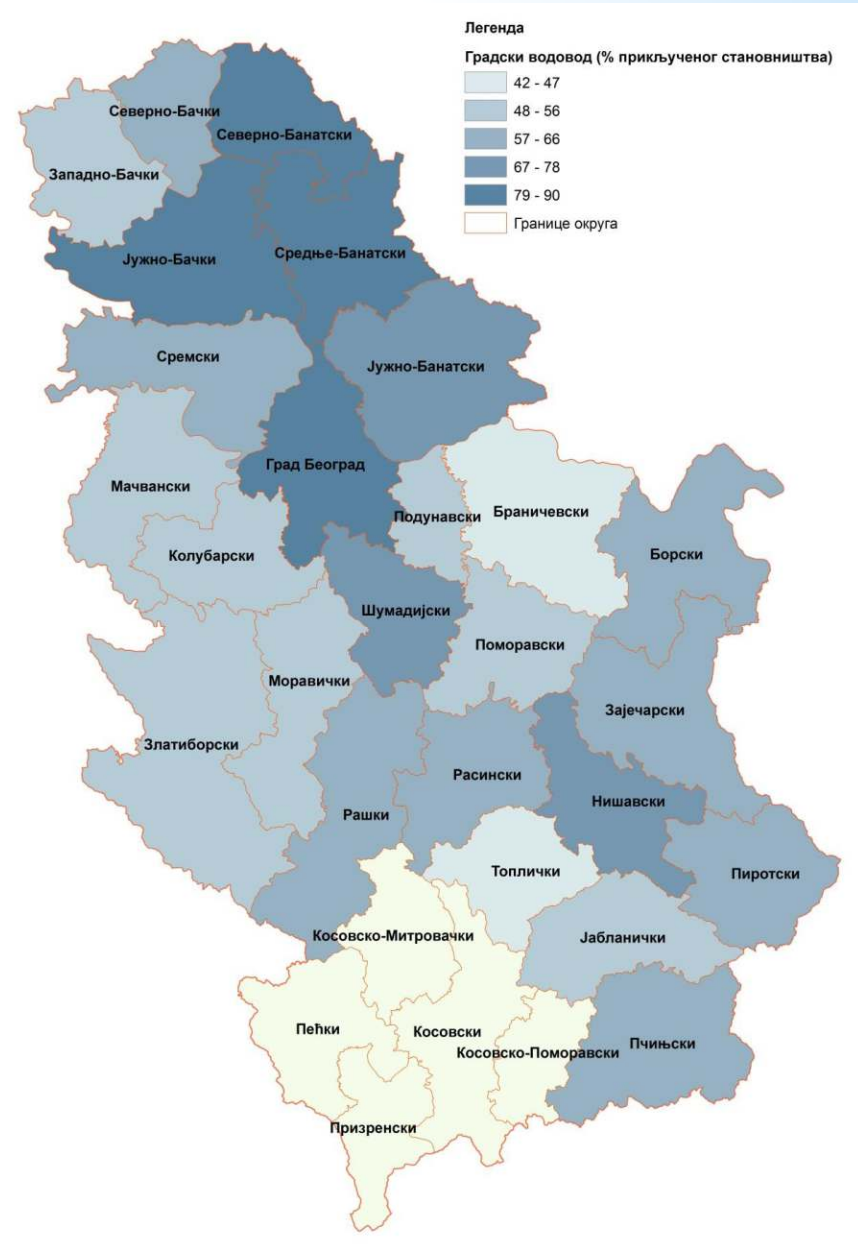 Легенда
Градски водовод (% прикљученог становништва)
42 - 47
48 - 56
57 - 66
67 - 78
79 - 90
Границе округа
Северно-Бачки
Северно-Банатски
Западно-Бачки
Јужно-Бачки
Средње-Банатски
Сремски
Јужно-Банатски
Град Београд
Мачвански
Подунавски
Браничевски
Колубарски
Борски
Шумадијски
Поморавски
Моравички
Зајечарски
Златиборски
Расински
Нишавски
Рашки
Топлички
Пиротски
Косовско-Митровачки
Јабланички
Пећки
Косовски
Косовско-Поморавски
Пчињски
Призренски